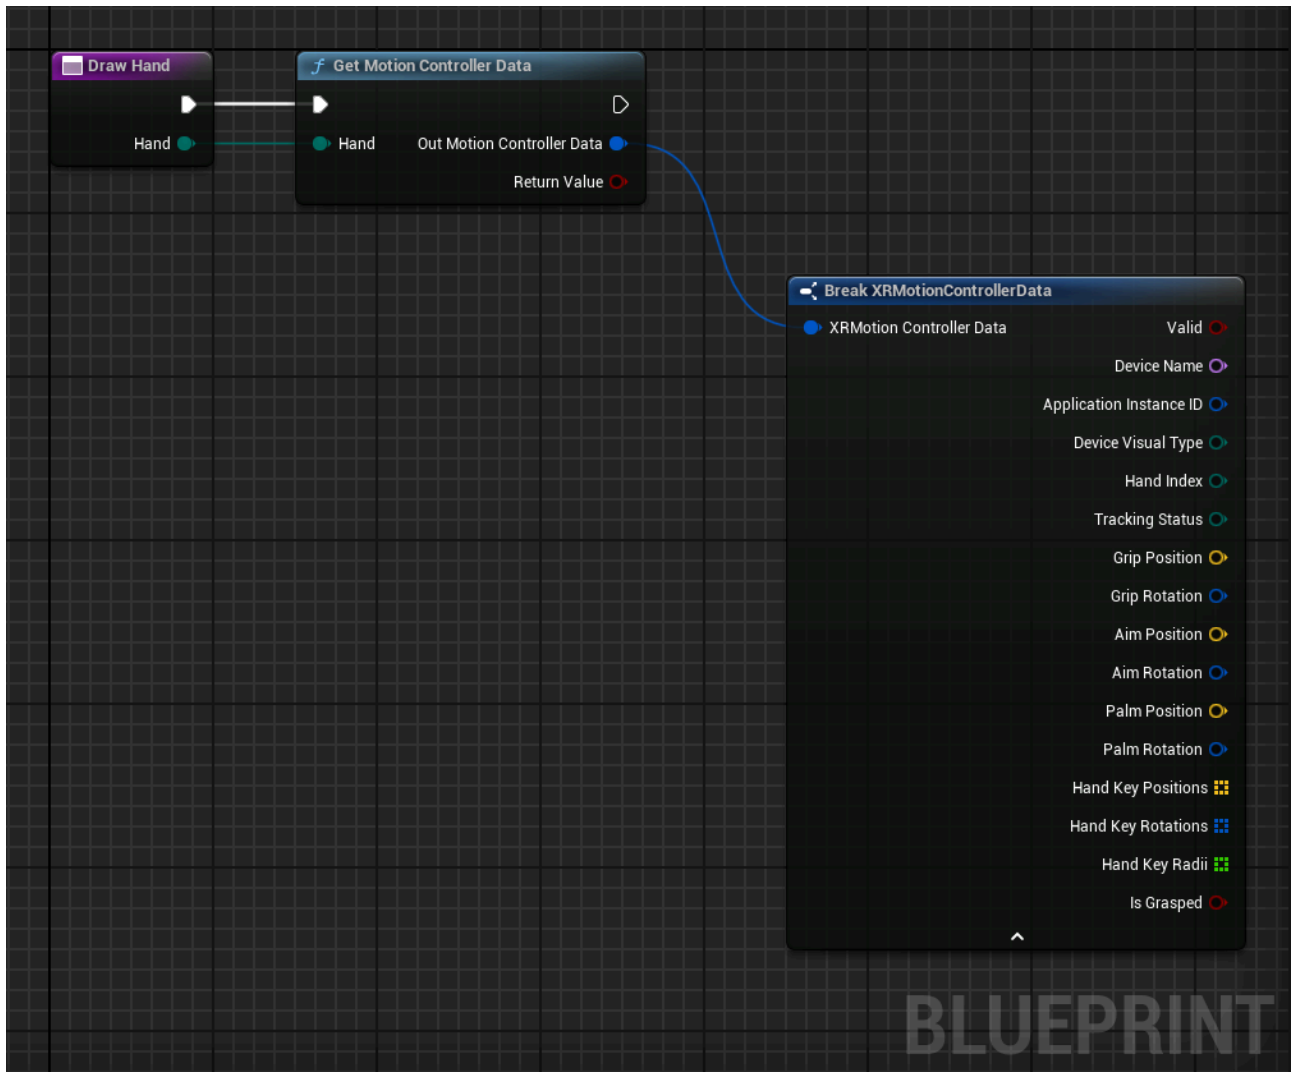 Draw Hand
Get Motion Controller Data
Hand
Hand
Out Motion Controller Data
Return Value
Break XRMotionControllerData
XRMotion Controller Data
Valid
Device Name
Application Instance ID
Device Visual Type
Hand Index
Tracking Status
Grip Position
Grip Rotation
Aim Position
Aim Rotation
Palm Position
Palm Rotation
Hand Key Positions
Hand Key Rotations
Hand Key Radii
Is Grasped
BLUEPRINT